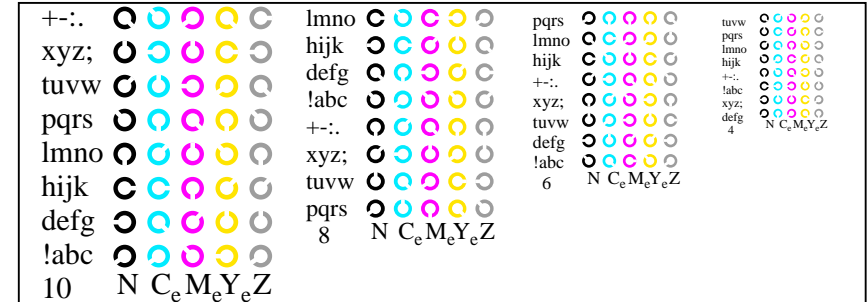 +-:.
xyz;
tuvw
pqrs
lmno
hijk
defg
!abc
10 N CeMeYeZ
lmno
hijk
defg
!abc
+-:.
xyz;
tuvw
pqrs
8 N CeMeYeZ
pqrs
lmno
hijk
+-:.
xyz;
tuvw
defg
!abc
6 N CeMeYeZ
tuvw
pqrs
lmno
hijk
+-:.
!abc
xyz;
defg
4 N CeMeYeZ